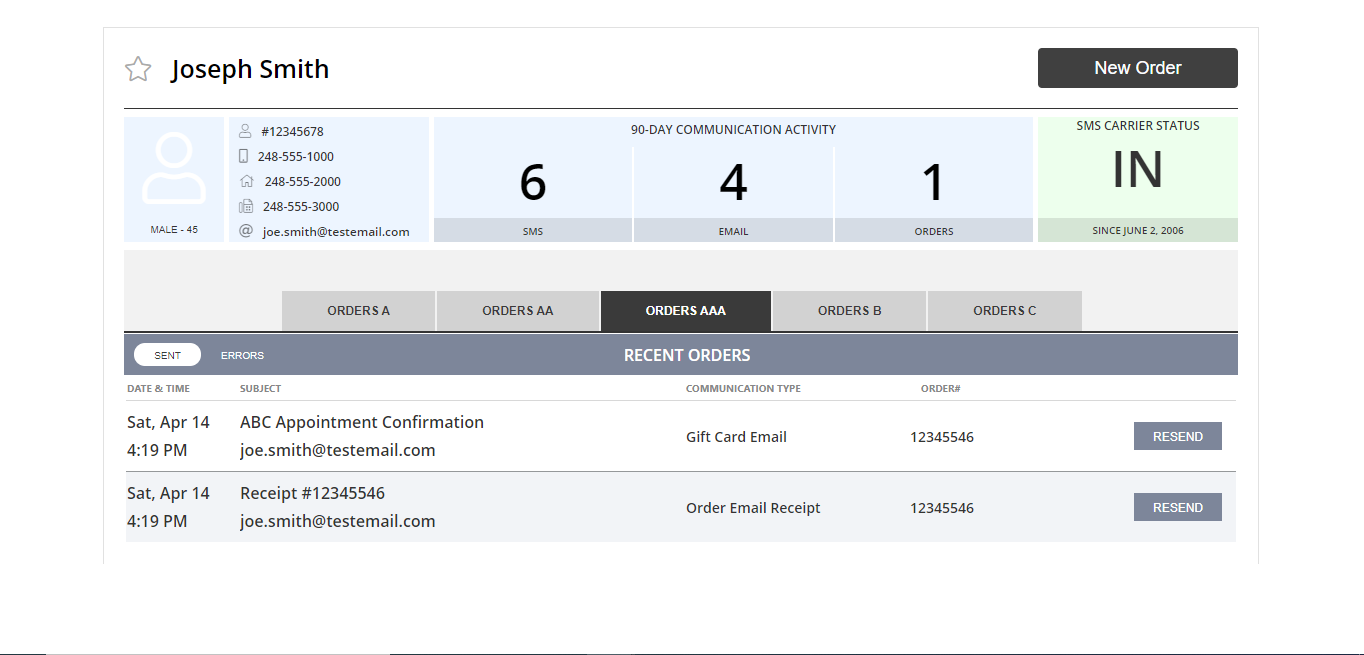 Joseph Smith
New Order
MALE - 45
#12345678
248-555-1000
248-555-2000
248-555-3000
@ joe.smith@testemail.com
90-DAY COMMUNICATION ACTIVITY
6 4 1
SMS EMAIL ORDERS
SMS CARRIER STATUS
IN
SINCE JUNE 2, 2006
ORDERS A ORDERS AA ORDERS AAA ORDERS B ORDERS C
SENT ERRORS RECENT ORDERS
DATE & TIME SUBJECT COMMUNICATION TYPE ORDER#
Sat, Apr 14 ABC Appointment Confirmation
Gift Card Email 12345546 RESEND
4:19 PM joe.smith@testemail.com
Sat, Apr 14 Receipt #12345546
Order Email Receipt 12345546 RESEND
4:19 PM joe.smith@testemail.com